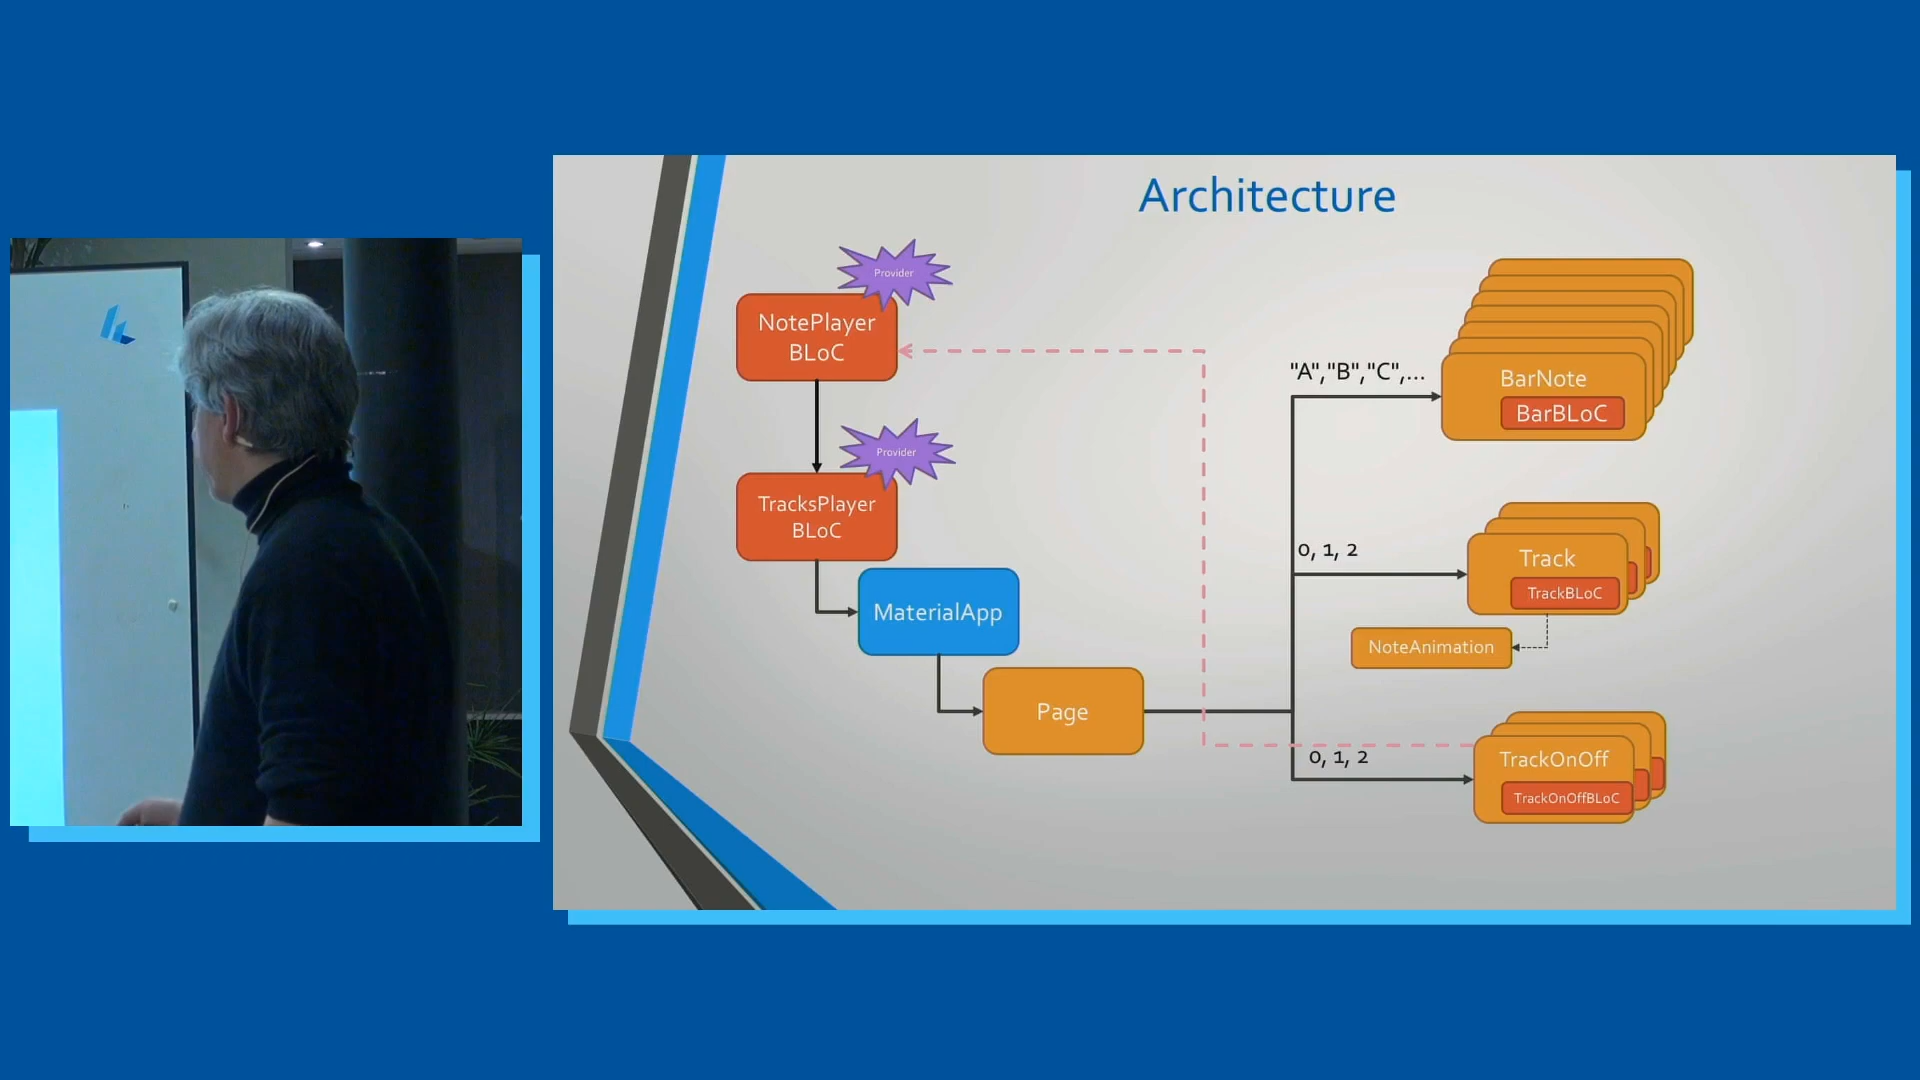 Architecture
Provider
NotePlayer
BLoC
Provider
TracksPlayer
BLoC
MaterialApp
Page
"A","B","C",...
BarNote
BarBLoC
0, 1, 2
Track
TrackBLoC
NoteAnimation
0, 1, 2
TrackOnOff
TrackOnOffBLoC